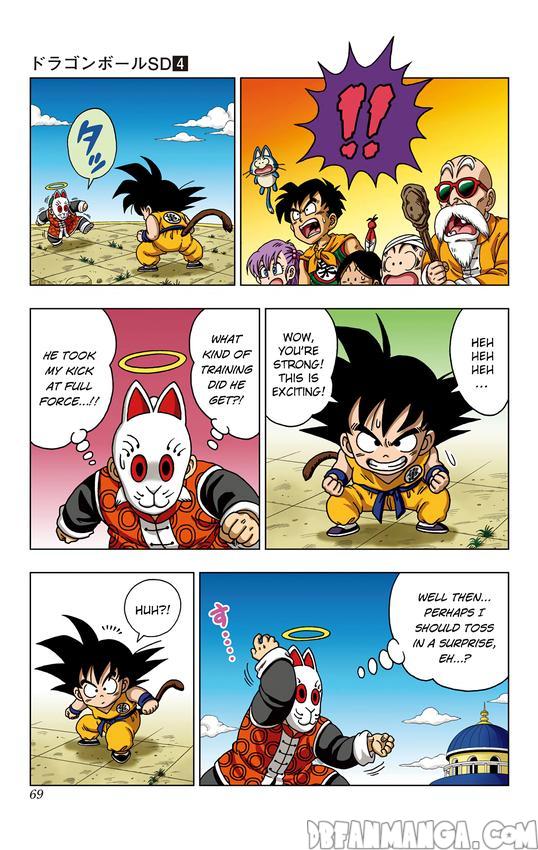 ドラゴンボールSD4
タッ
!!
WHAT
KIND OF
TRAINING
DID HE
GET?!
HE TOOK
MY KICK
AT FULL
FORCE...!!
HEH
HEH
HEH
...
WOW,
YOU'RE
STRONG!
THIS IS
EXCITING!
HUH?!
WELL THEN...
PERHAPS I
SHOULD TOSS
IN A SURPRISE,
EH...?
す……
69
DBFANMANGA.COM